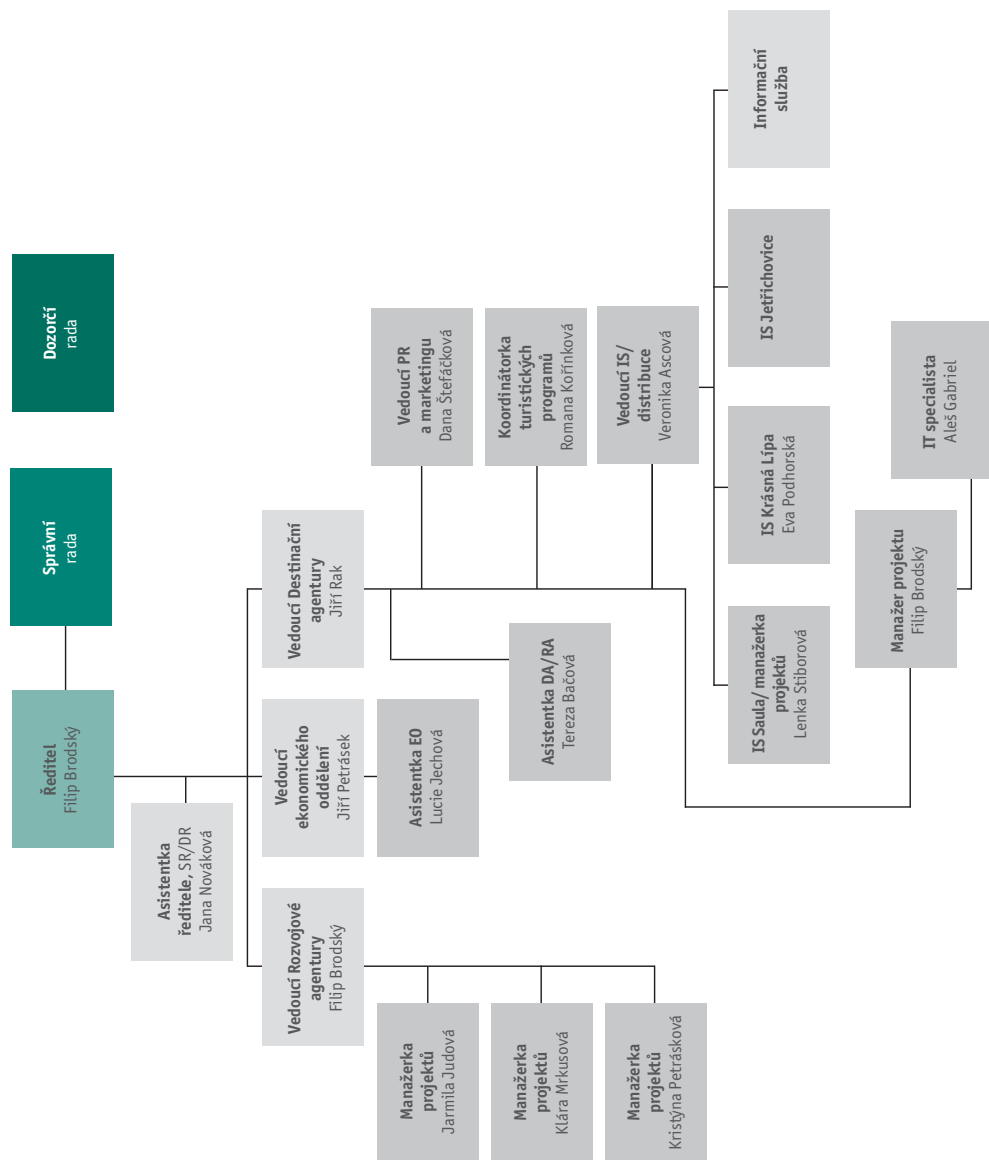 Ředitel
Filip Brodský
Správní
rada
Dozorčí
rada
Asistentka
ředitele, SR/DR
Jana Nováková
Vedoucí Rozvojové
agentury
Filip Brodský
Vedoucí
ekonomického
oddělení
Jiří Petrásek
Vedoucí Destinační
agentury
Jiří Rak
Manažerka
projektů
Jarmila Judová
Manažerka
projektů
Klára Mrkusová
Manažerka
projektů
Kristýna Petrásková
Asistentka EO
Lucie Jechová
Asistentka DA/RA
Tereza Bačová
Vedoucí PR
a marketingu
Dana Štefáčková
Koordinátorka
turistických
programů
Romana Kořínková
Vedoucí IS/
distribuce
Veronika Ascová
IS Saula/ manažerka
projektů
Lenka Stiborová
IS Krásná Lípa
Eva Podhorská
IS Jetřichovice
Informační
služba
Manažer projektu
Filip Brodský
IT specialista
Aleš Gabriel